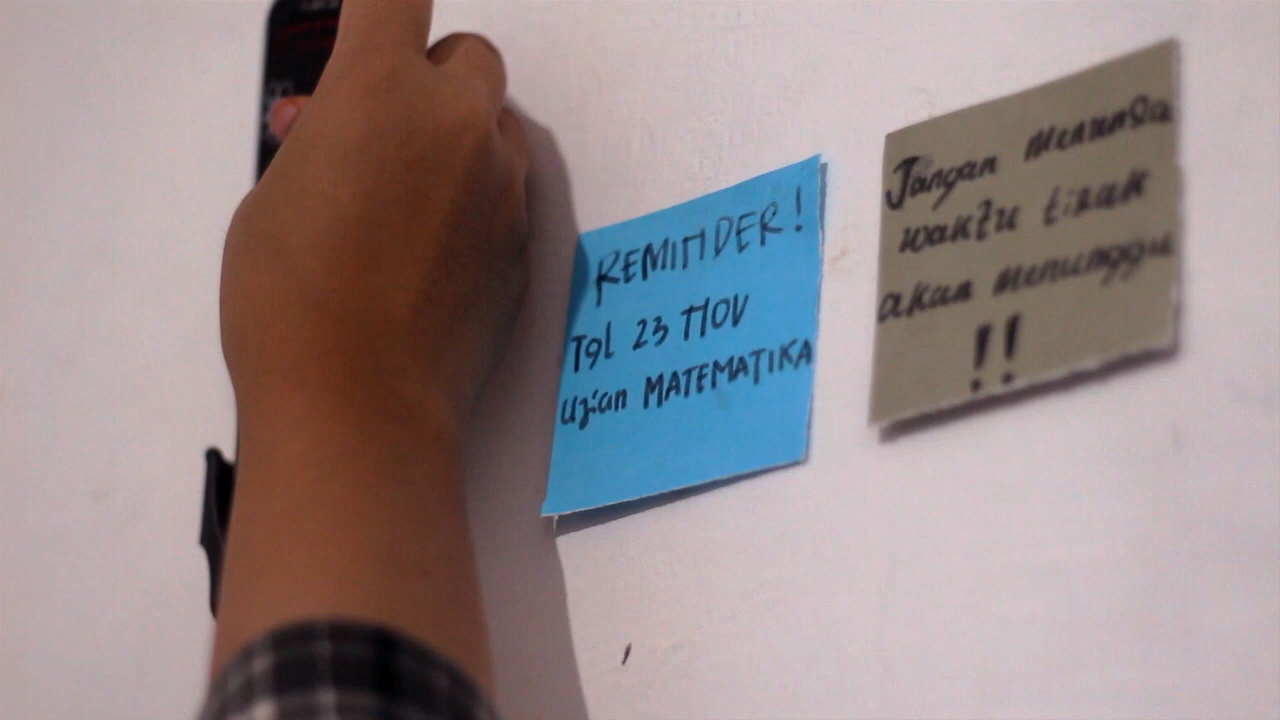 REMINDER!
Tgl 23 NOV
Ujian MATEMATIKA
Jangan menunda
waktu tidak
akan menunggu
!!